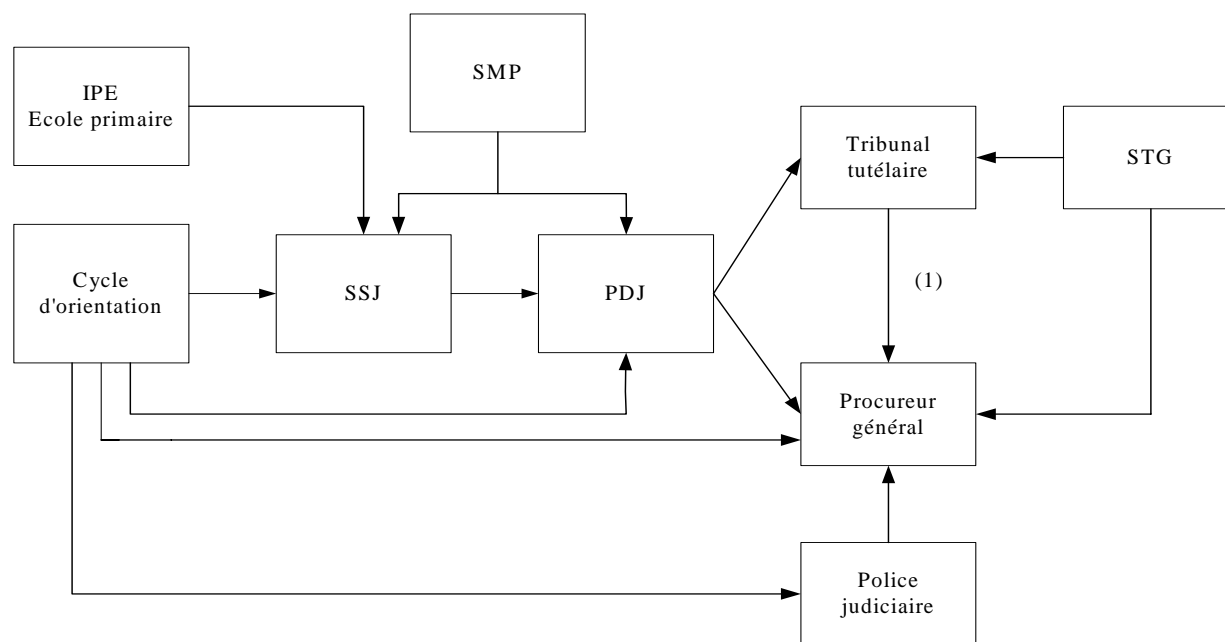 SMP
IPE
Ecole primaire
Tribunal
tutélaire
STG
Cycle
d'orientation
SSJ
PDJ
(1)
Procureur
général
Police
judiciaire